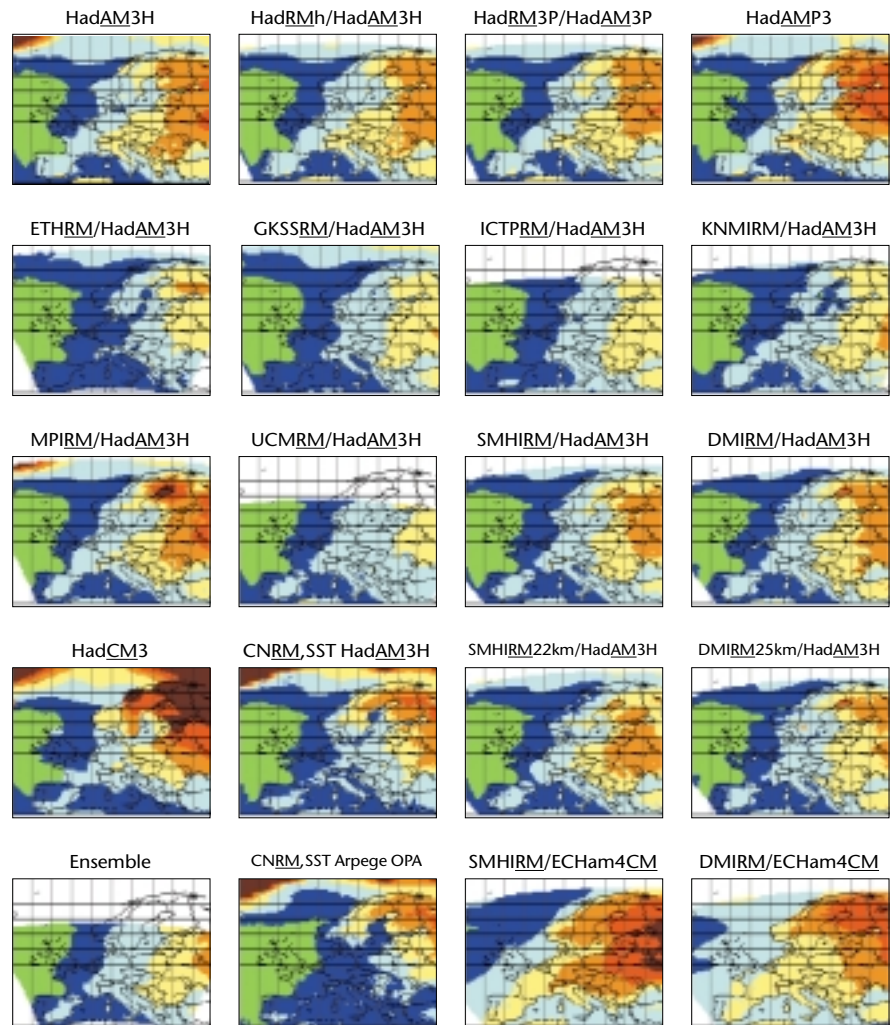 HadAM3H HadRMh/HadAM3H HadRM3P/HadAM3P HadAMP3
ETHRM/HadAM3H GKSSRM/HadAM3H ICTPRM/HadAM3H KNMIRM/HadAM3H
MPIRM/HadAM3H UCMRM/HadAM3H SMHIRM/HadAM3H DMIRM/HadAM3H
HadCM3 CNRM,SST HadAM3H SMHIRM22km/HadAM3H DMIRM25km/HadAM3H
Ensemble CNRM,SST Arpege OPA SMHIRM/ECHam4CM DMIRM/ECHam4CM